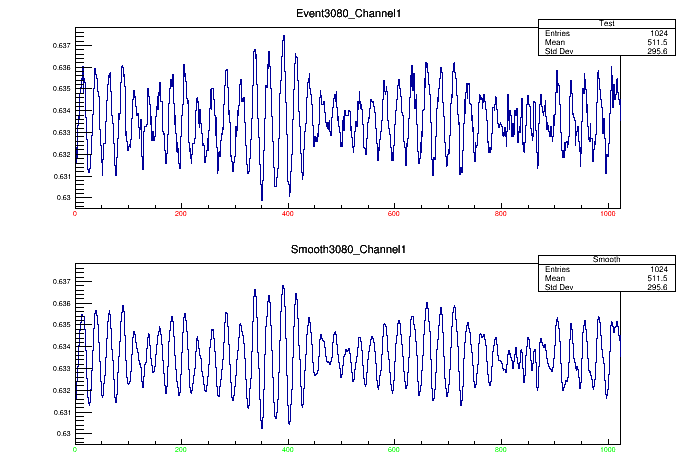 Event3080_Channel1
Test
Entries 1024
Mean 511.5
Std Dev 295.6
0.637
0.636
0.635
0.634
0.633
0.632
0.631
0.63
0 200 400 600 800 1000
Smooth3080_Channel1
Smooth
Entries 1024
Mean 511.5
Std Dev 295.6
0.637
0.636
0.635
0.634
0.633
0.632
0.631
0.63
0 200 400 600 800 1000